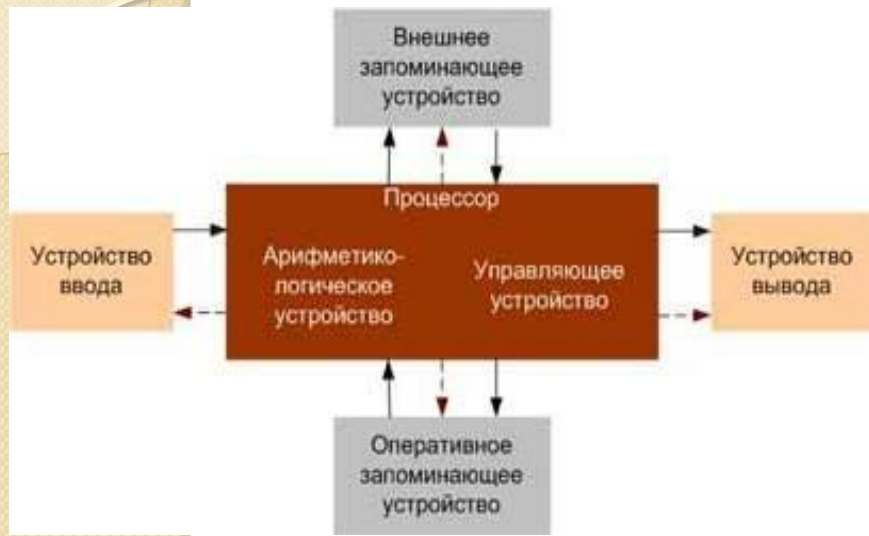 Внешнее
запоминающее
устройство
Процессор
Устройство
ввода
Арифметико-
логическое
устройство
Управляющее
устройство
Устройство
вывода
Оперативное
запоминающее
устройство